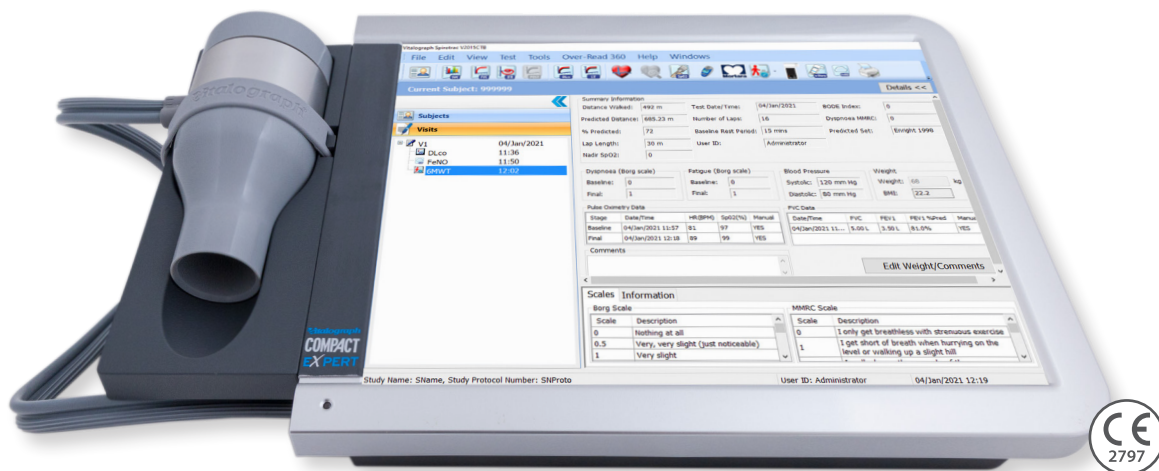 Vitalograph
Vitalograph
COMPACT
EXPERT
Vitalograph Spirotrac V2015CTB
File Edit View Test Tools Over-Read 360 Help Windows
Current Subject: 999999 Details <<
Subjects
Visits
V1 04/Jan/2021
DLco 11:36
FeNO 11:50
6MWT 12:02
Summary Information
Distance Walked: 492 m Test Date/Time: 04/Jan/2021 BODE Index: 0
Predicted Distance: 685.23 m Number of Laps: 16 Dyspnoea MMRC: 0
% Predicted: 72 Baseline Rest Period: 15 mns Predicted Set: Enright 1998
Lap Length: 30 m User ID: Administrator
Nadir SpO2: 0
Dyspnoea (Borg scale) Fatigue (Borg scale) Blood Pressure Weight
Baseline: 0 Baseline: 0 Systolic: 120 mm Hg Weight: 68 kg
Final: 1 Final: 1 Diastolic: 80 mm Hg BMI: 22.2
Pulse Oximetry Data FVC Data
Stage Date/Time HR(BPM) SpO2(%) Manual Date/Time FVC FEV1 FEV1 %Pred Manua
Baseline 04/Jan/2021 11:57 81 97 YES 04/Jan/2021 11... 5.00 L 3.50 L 81.0% YES
Final 04/Jan/2021 12:18 89 99 YES
Comments
Edit Weight/Comments
Scales Information
Borg Scale MMRC Scale
Scale Description Scale Description
0 Nothing at all 0 I only get breathless with strenuous exercise
0.5 Very, very slight (just noticeable) 1 I get short of breath when hurrying on the
level or walking up a slight hill
1 Very slight
Study Name: SName, Study Protocol Number: SNProto User ID: Administrator 04/Jan/2021 12:19
CE
2797